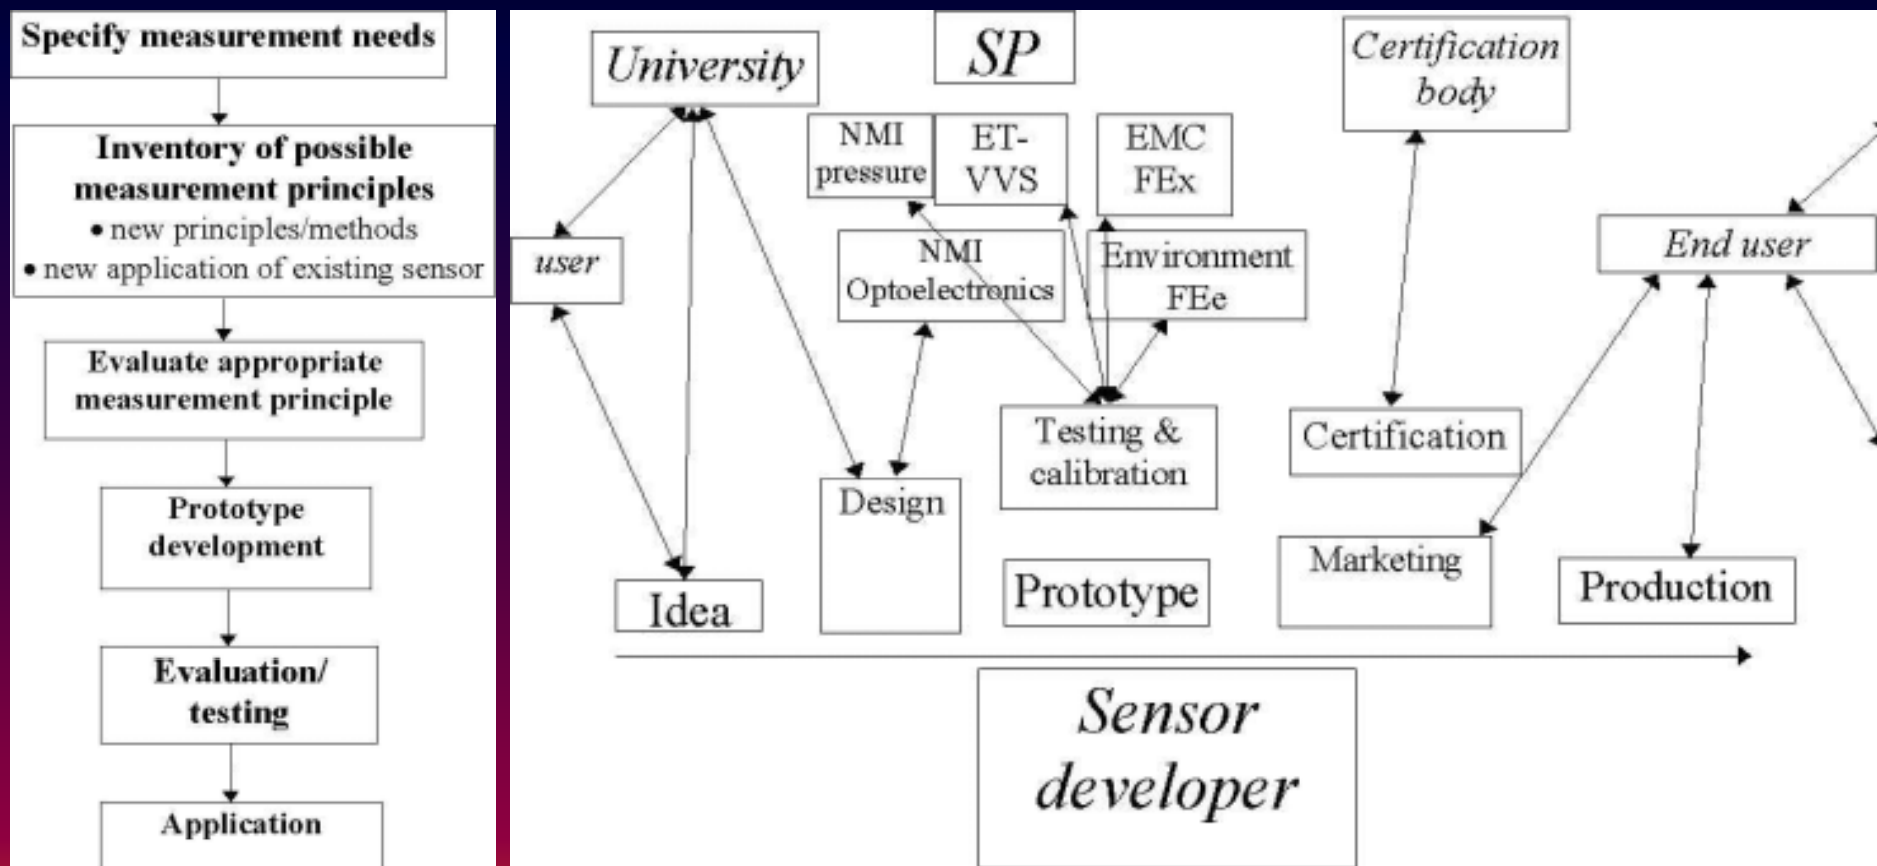 Specify measurement needs
Inventory of possible
measurement principles
• new principles/methods
• new application of existing sensor
Evaluate appropriate
measurement principle
Prototype
development
Evaluation/
testing
Application
University
SP
Certification
body
NMI
pressure
ET-
VVS
EMC
FEx
user
NMI
Optoelectronics
Environment
FEe
End user
Testing &
calibration
Certification
Design
Marketing
Idea
Prototype
Production
Sensor
developer